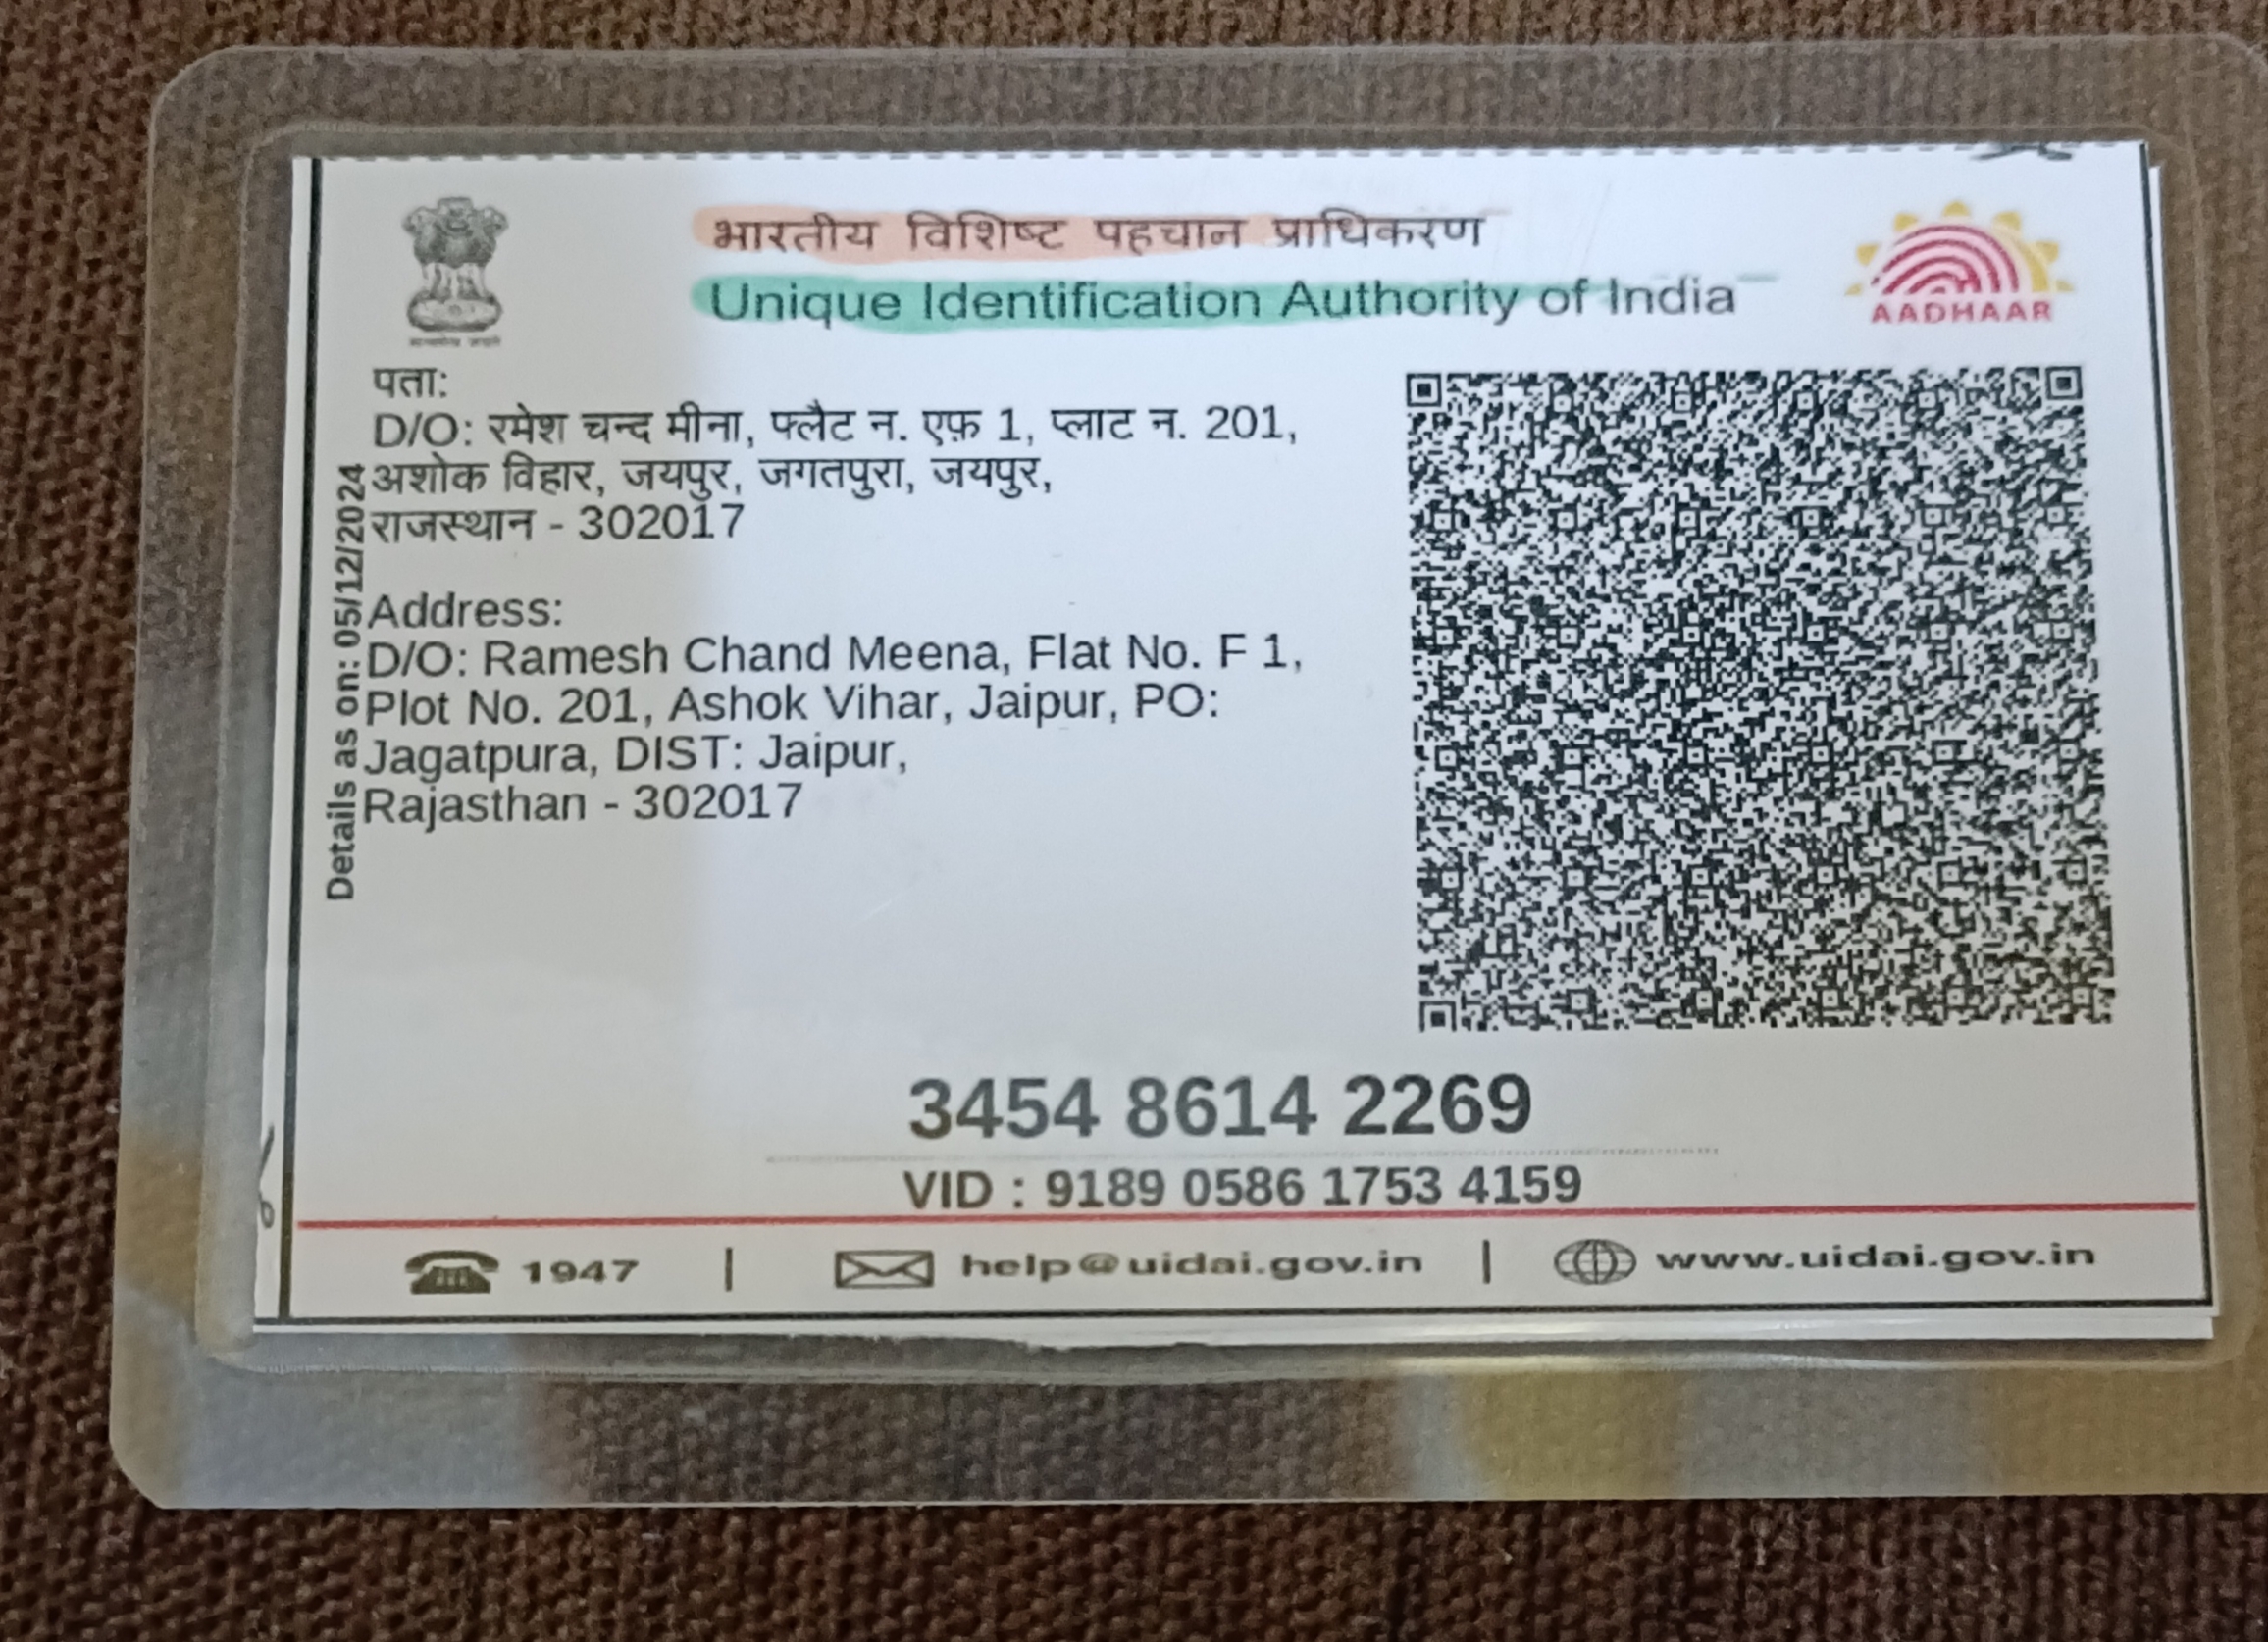 भारतीय विशिष्ट पहचान प्राधिकरण
Unique Identification Authority of India
AADHAAR
पता:
D/O: रमेश चन्द मीना, फ्लैट न. एफ़ 1, प्लाट न. 201,
अशोक विहार, जयपुर, जगतपुरा, जयपुर,
राजस्थान - 302017
Address:
D/O: Ramesh Chand Meena, Flat No. F 1,
Plot No. 201, Ashok Vihar, Jaipur, PO:
Jagatpura, DIST: Jaipur,
Rajasthan - 302017
Details as on: 05/12/2024
3454 8614 2269
VID : 9189 0586 1753 4159
1947 | help@uidai.gov.in | www.uidai.gov.in